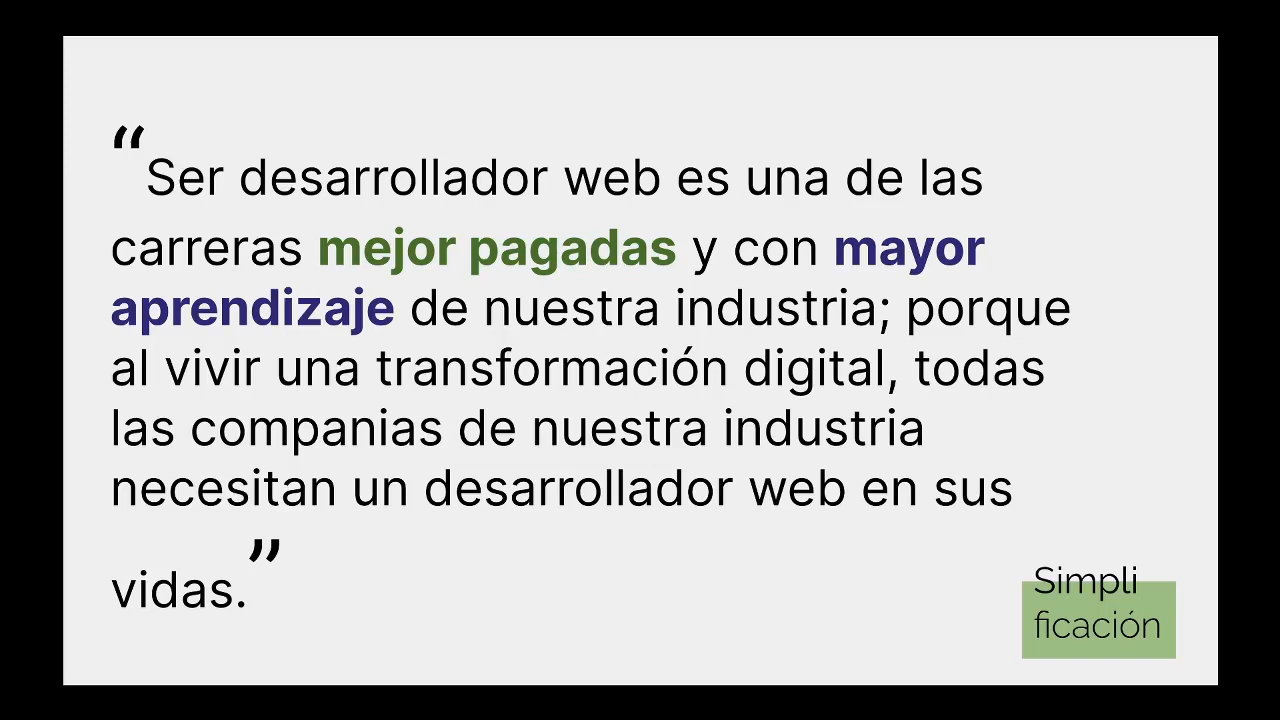 “Ser desarrollador web es una de las
carreras mejor pagadas y con mayor
aprendizaje de nuestra industria; porque
al vivir una transformación digital, todas
las companias de nuestra industria
necesitan un desarrollador web en sus
vidas.”
Simpli
ficación